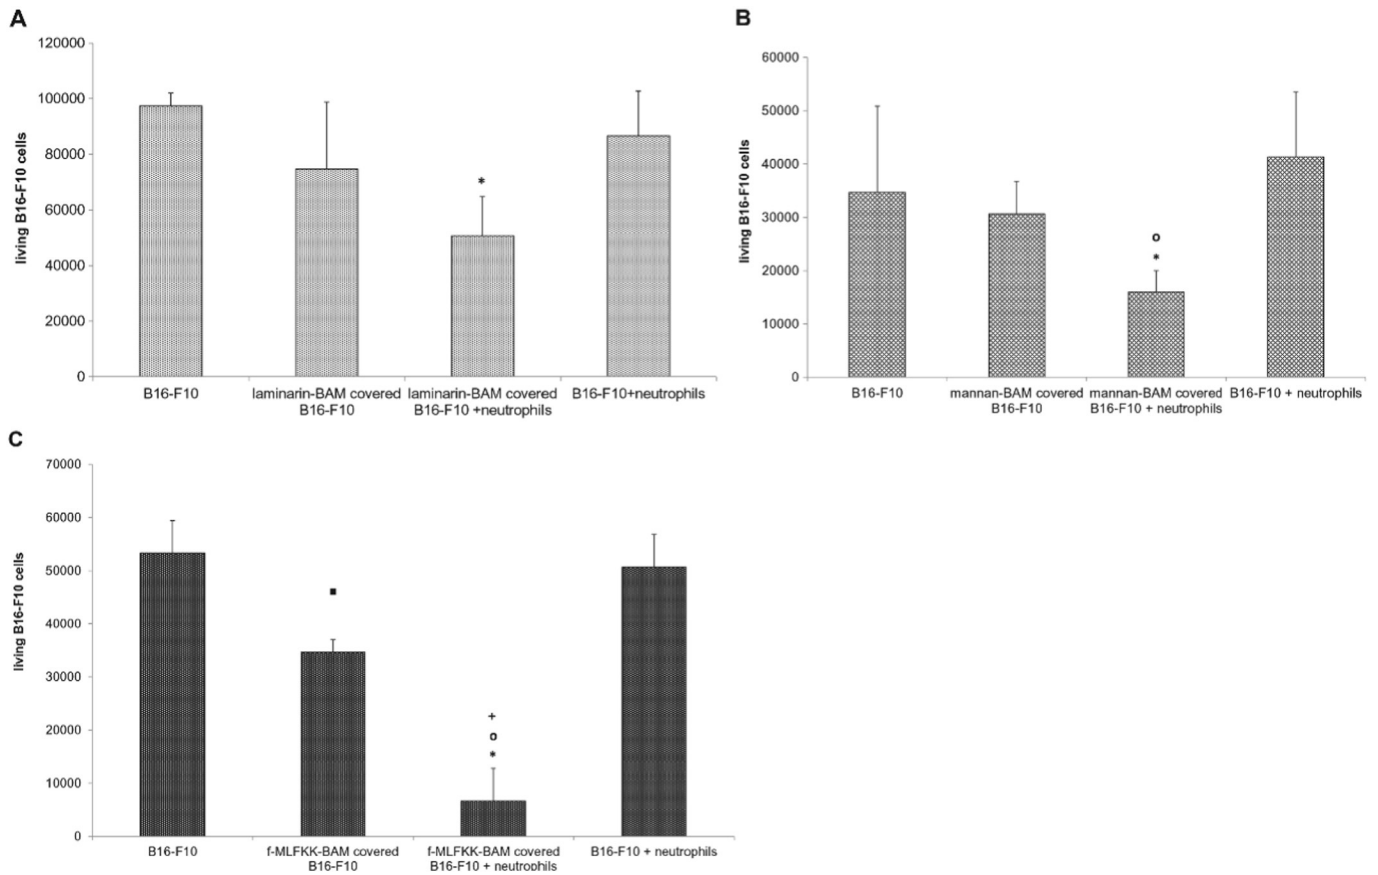 A
living B16-F10 cells
120000
100000
80000
60000
40000
20000
0
*
B16-F10
laminarin-BAM covered
B16-F10
laminarin-BAM covered
B16-F10 +neutrophils
B16-F10+neutrophils
B
living B16-F10 cells
60000
50000
40000
30000
20000
10000
0
o
*
B16-F10
mannan-BAM covered
B16-F10
mannan-BAM covered
B16-F10 + neutrophils
B16-F10 + neutrophils
C
living B16-F10 cells
70000
60000
50000
40000
30000
20000
10000
0
■
+
o
*
B16-F10
f-MLFKK-BAM covered
B16-F10
f-MLFKK-BAM covered
B16-F10 + neutrophils
B16-F10 + neutrophils